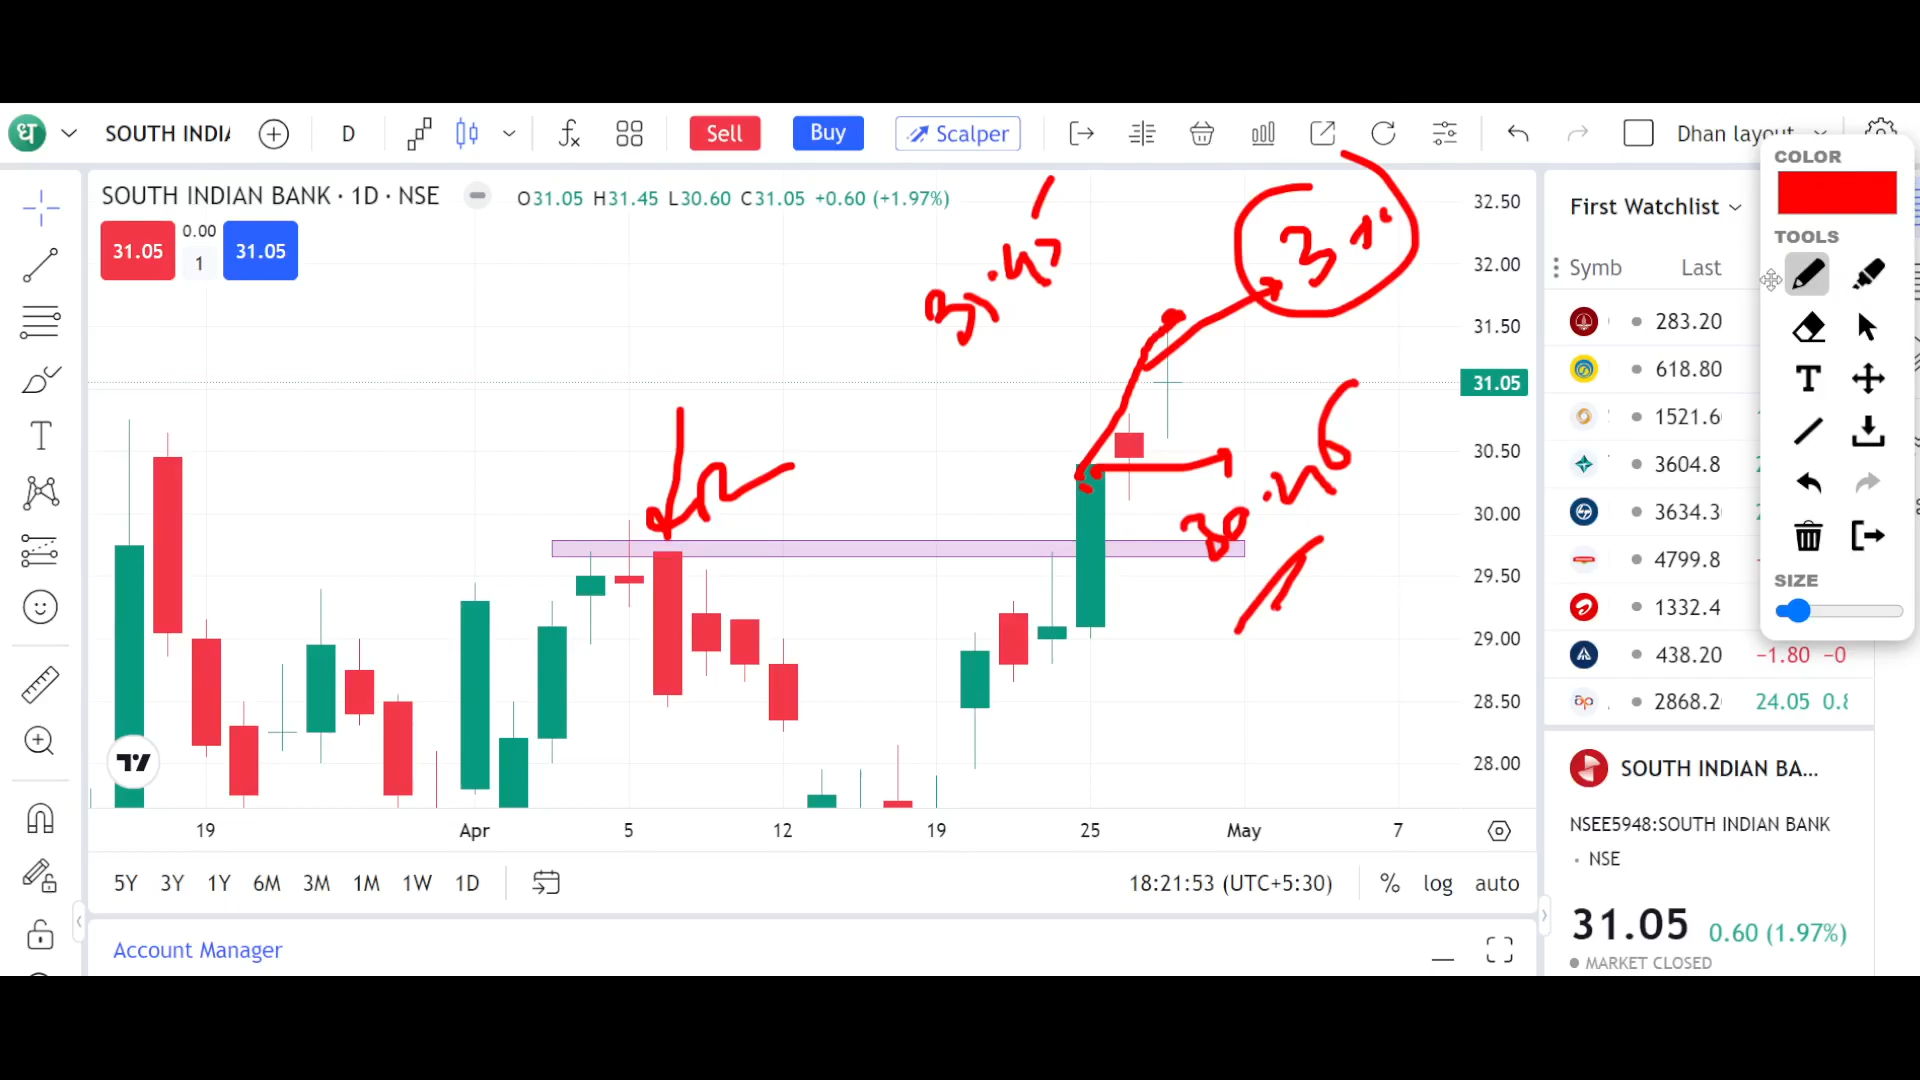 ध
SOUTH INDIA
D
Sell
Buy
Scalper
Dhan layout
SOUTH INDIAN BANK · 1D · NSE
O31.05 H31.45 L30.60 C31.05 +0.60 (+1.97%)
31.05
0.00
1
31.05
32.50
32.00
31.50
31.05
30.50
30.00
29.50
29.00
28.50
28.00
R
30.46
19
Apr
5
12
19
25
May
7
5Y 3Y 1Y 6M 3M 1M 1W 1D
18:21:53 (UTC+5:30)
% log auto
Account Manager
First Watchlist
Symb Last
283.20
618.80
1521.6
3604.8
3634.3
4799.8
1332.4
438.20 −1.80 −0
2868.2 24.05 0.8
SOUTH INDIAN BA...
NSEE5948:SOUTH INDIAN BANK
· NSE
31.05 0.60 (1.97%)
MARKET CLOSED
COLOR
TOOLS
T
SIZE